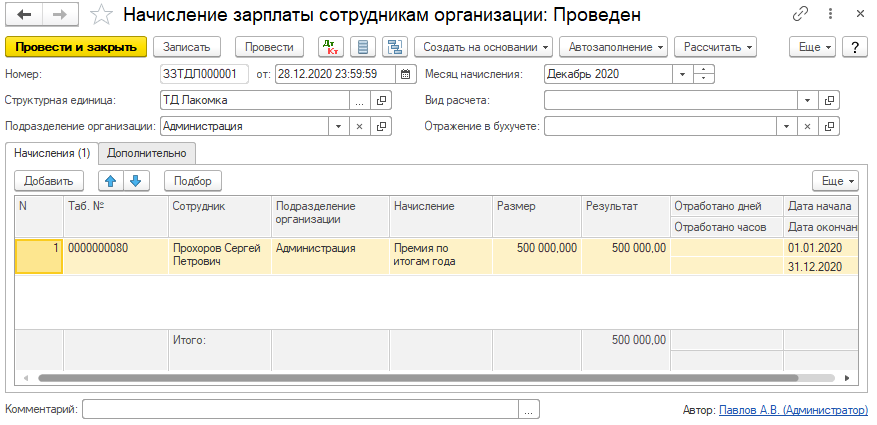 Начисление зарплаты сотрудникам организации: Проведен
Провести и закрыть Записать Провести Дт Кт Создать на основании Автозаполнение Рассчитать Еще ?
Номер: ЗЗТДЛ000001 от: 28.12.2020 23:59:59 Месяц начисления: Декабрь 2020
Структурная единица: ТД Лакомка ... Вид расчета:
Подразделение организации: Администрация Отражение в бухучете:
Начисления (1) Дополнительно
Добавить Подбор Еще
N Таб. № Сотрудник Подразделение организации Начисление Размер Результат Отработано дней Дата начала
Отработано часов Дата окончан
1 0000000080 Прохоров Сергей Петрович Администрация Премия по итогам года 500 000,000 500 000,00 01.01.2020
31.12.2020
Итого: 500 000,00
Комментарий: ... Автор: Павлов А.В. (Администратор)